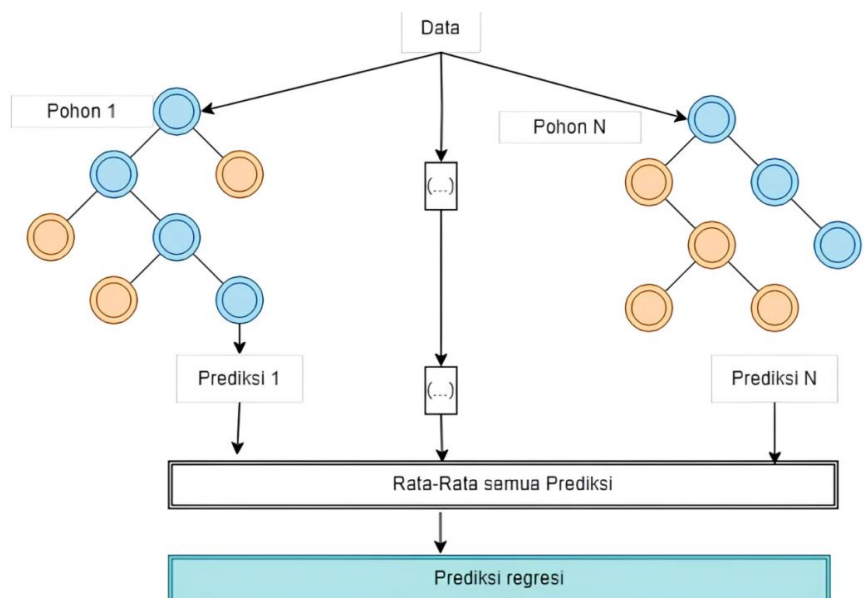 Data
Pohon 1
Pohon N
(...)
(...)
Prediksi 1
Prediksi N
Rata-Rata semua Prediksi
Prediksi regresi